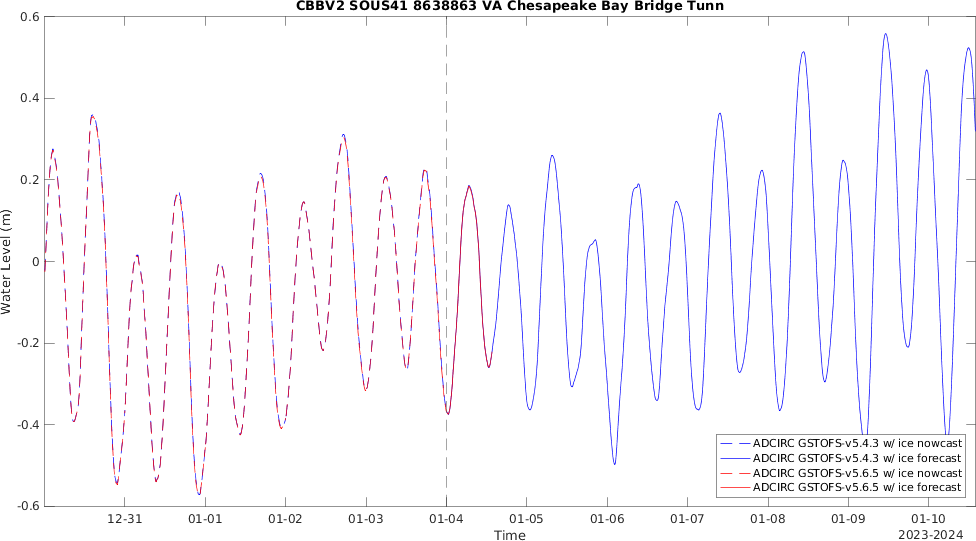 CBBV2 SOUS41 8638863 VA Chesapeake Bay Bridge Tunn
0.6
0.4
0.2
0
-0.2
-0.4
-0.6
Water Level (m)
12-31
01-01
01-02
01-03
01-04
01-05
01-06
01-07
01-08
01-09
01-10
Time
2023-2024
ADCIRC GSTOFS-v5.4.3 w/ ice nowcast
ADCIRC GSTOFS-v5.4.3 w/ ice forecast
ADCIRC GSTOFS-v5.6.5 w/ ice nowcast
ADCIRC GSTOFS-v5.6.5 w/ ice forecast